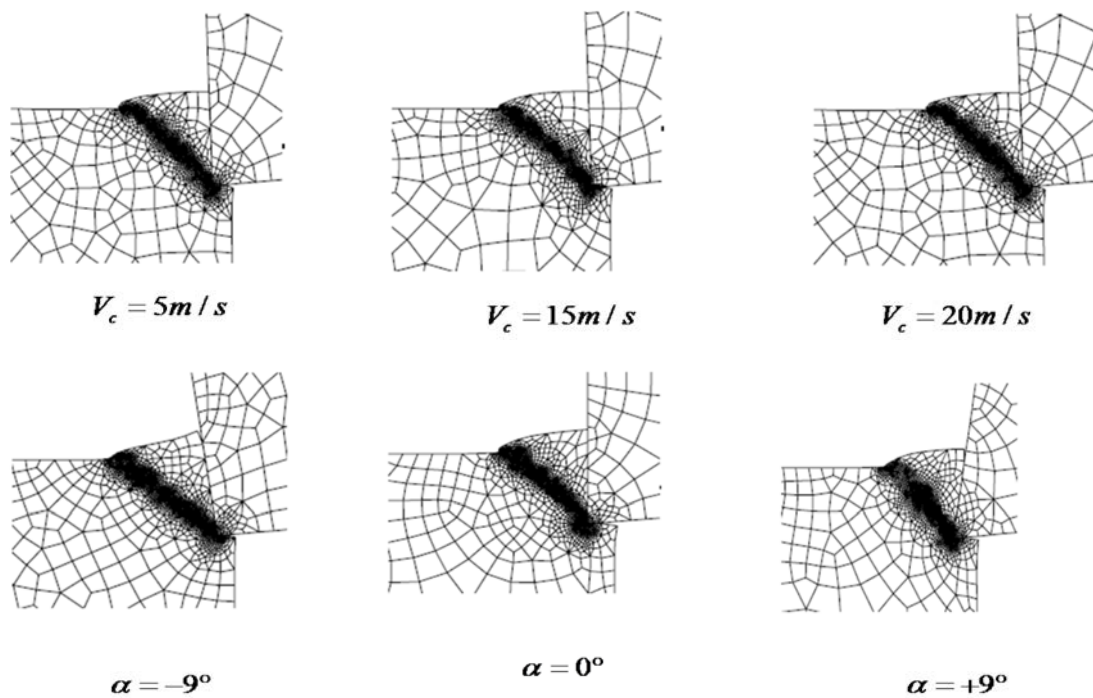 V_c = 5m / s
V_c = 15m / s
V_c = 20m / s
α = −9°
α = 0°
α = +9°